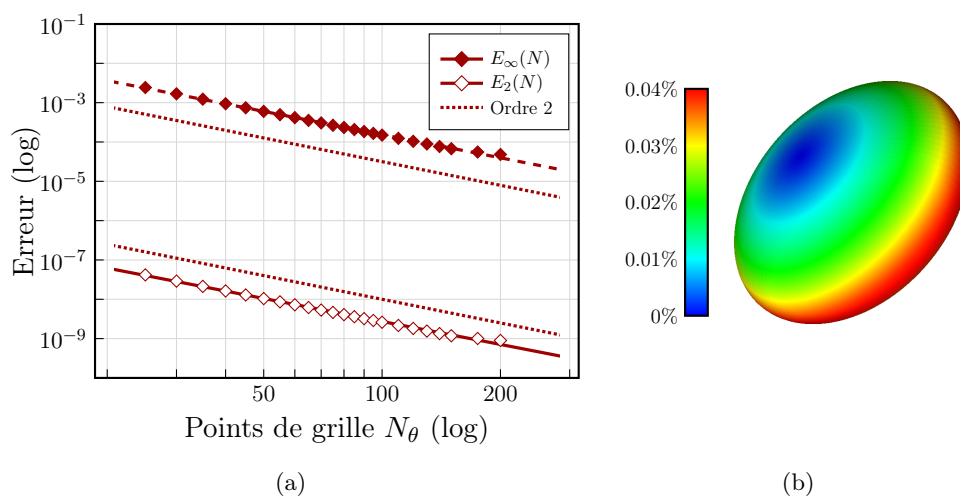 10⁻¹
10⁻³
10⁻⁵
10⁻⁷
10⁻⁹
Erreur (log)
E∞(N)
E₂(N)
Ordre 2
50
100
200
Points de grille N_θ (log)
(a)
0.04%
0.03%
0.02%
0.01%
0%
(b)